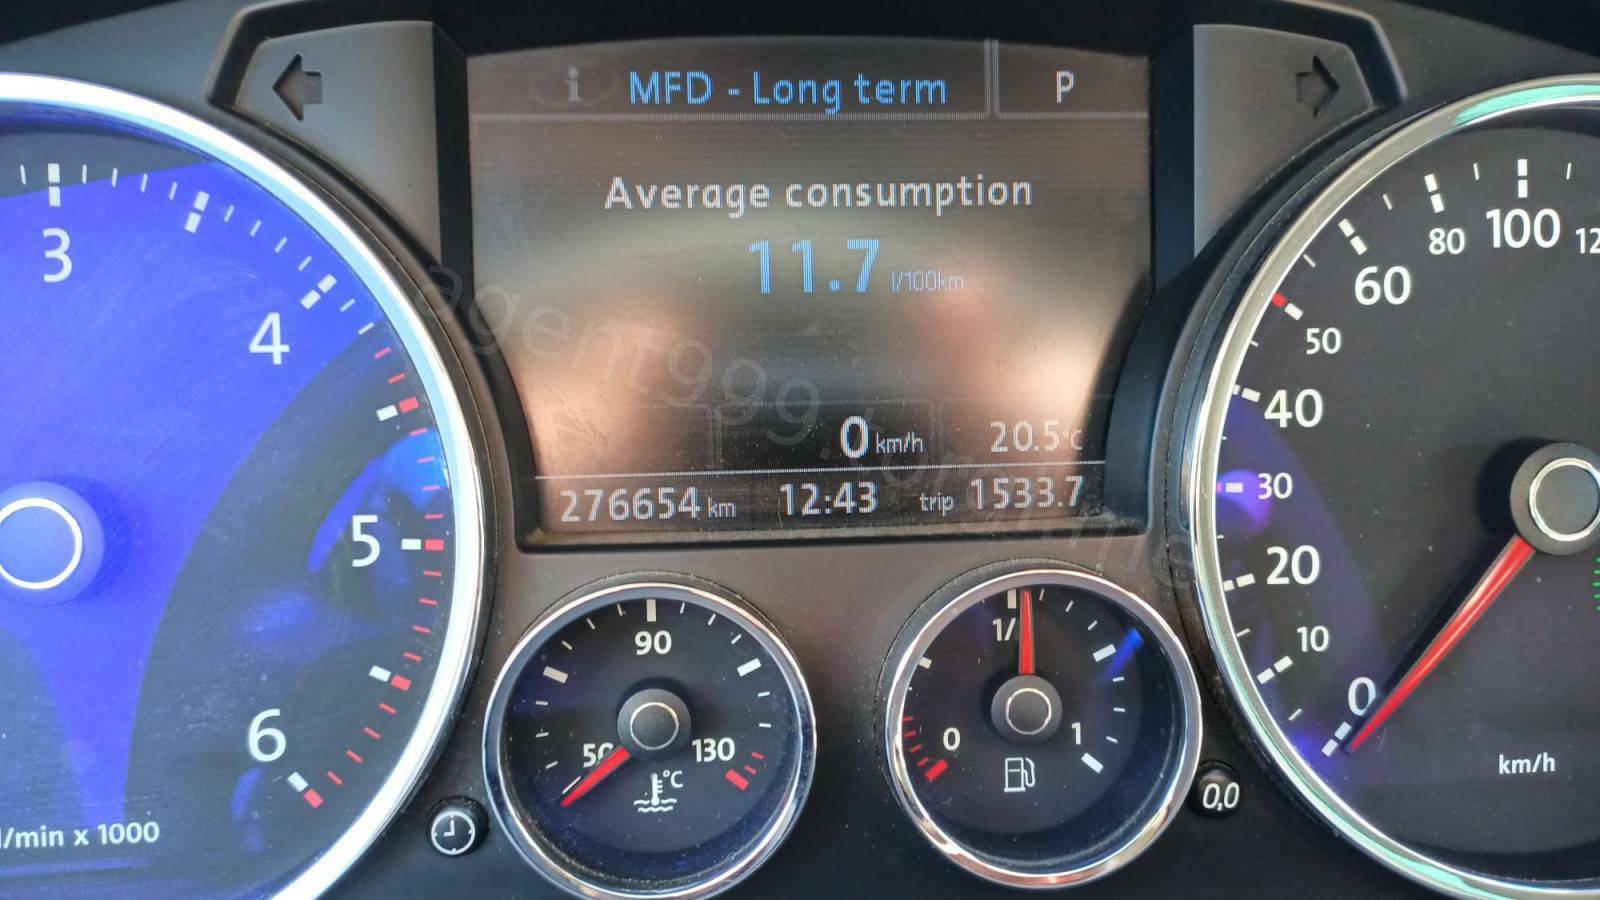 i MFD - Long term P
Average consumption
11.7 l/100km
0 km/h 20.5°C
276654 km 12:43 trip 1533.7
3
4
5
6
/min x 1000
50 90 130
°C
0 1/ 1
0,0
0 10 20 30 40 50 60 80 100 12
km/h